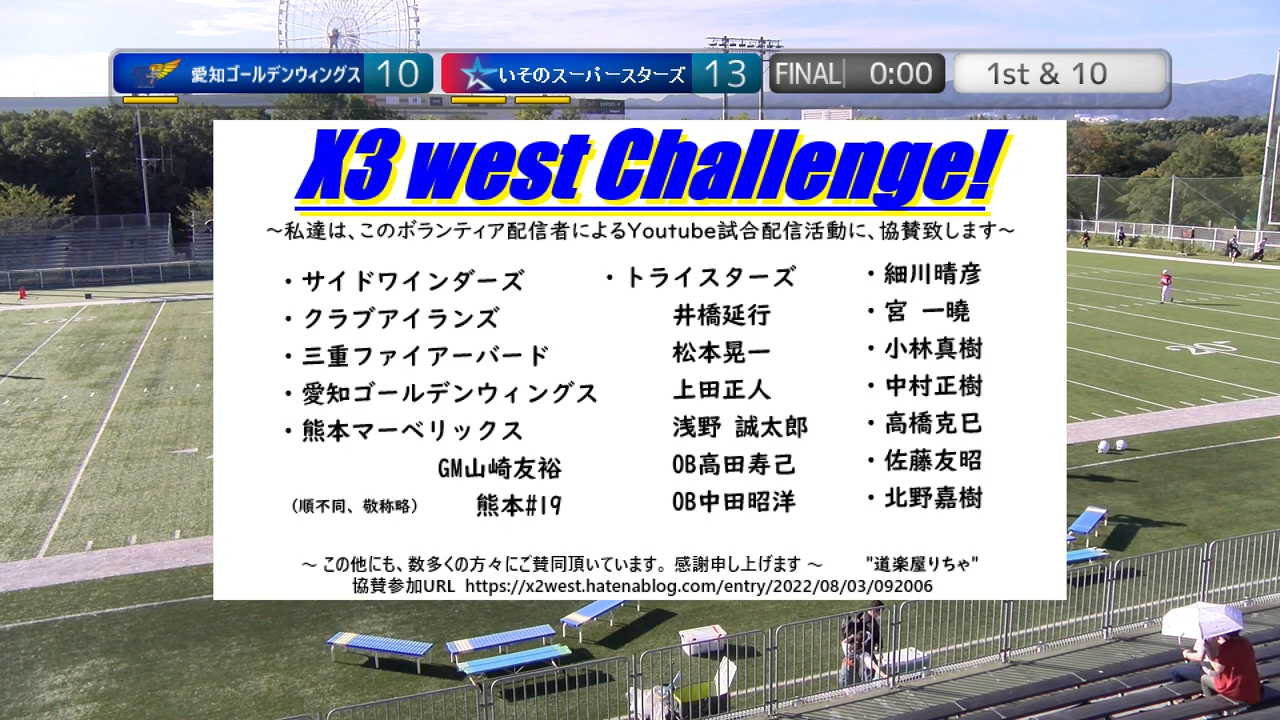 愛知ゴールデンウィングス 10 いそのスーパースターズ 13 FINAL 0:00 1st & 10
X3 west Challenge!
～私達は、このボランティア配信者によるYoutube試合配信活動に、協賛致します～
・サイドワインダーズ
・クラブアイランズ
・三重ファイアーバード
・愛知ゴールデンウィングス
・熊本マーベリックス
GM山崎友裕
熊本#19
（順不同、敬称略）
・トライスターズ
井橋延行
松本晃一
上田正人
浅野 誠太郎
OB高田寿己
OB中田昭洋
・細川晴彦
・宮 一曉
・小林真樹
・中村正樹
・高橋克巳
・佐藤友昭
・北野嘉樹
～ この他にも、数多くの方々にご賛同頂いています。感謝申し上げます ～ "道楽屋りちゃ"
協賛参加URL https://x2west.hatenablog.com/entry/2022/08/03/092006
20